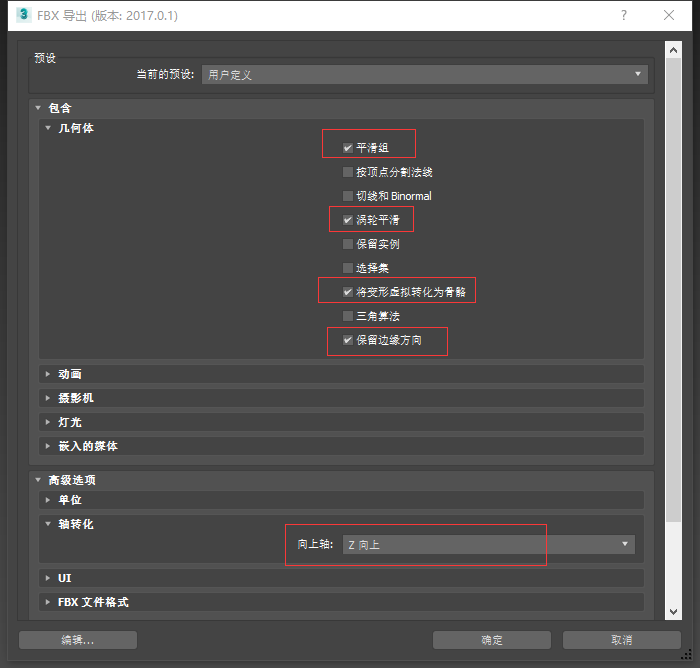 FBX 导出 (版本: 2017.0.1)
预设
当前的预设: 用户定义
包含
几何体
平滑组
按顶点分割法线
切线和 Binormal
涡轮平滑
保留实例
选择集
将变形虚拟转化为骨骼
三角算法
保留边缘方向
动画
摄影机
灯光
嵌入的媒体
高级选项
单位
轴转化
向上轴: Z 向上
UI
FBX 文件格式
编辑... 确定 取消